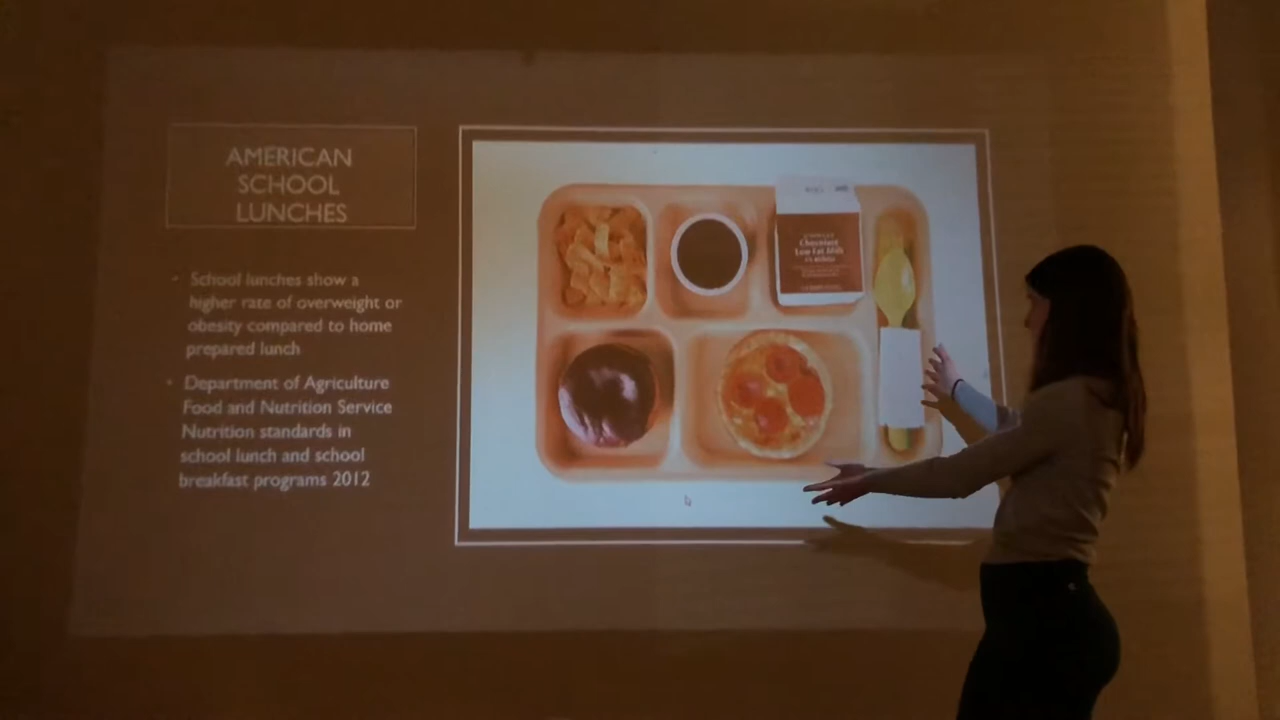 AMERICAN
SCHOOL
LUNCHES
School lunches show a
higher rate of overweight or
obesity compared to home
prepared lunch
Department of Agriculture
Food and Nutrition Service
Nutrition standards in
school lunch and school
breakfast programs 2012
Chocolate
Low Fat Milk